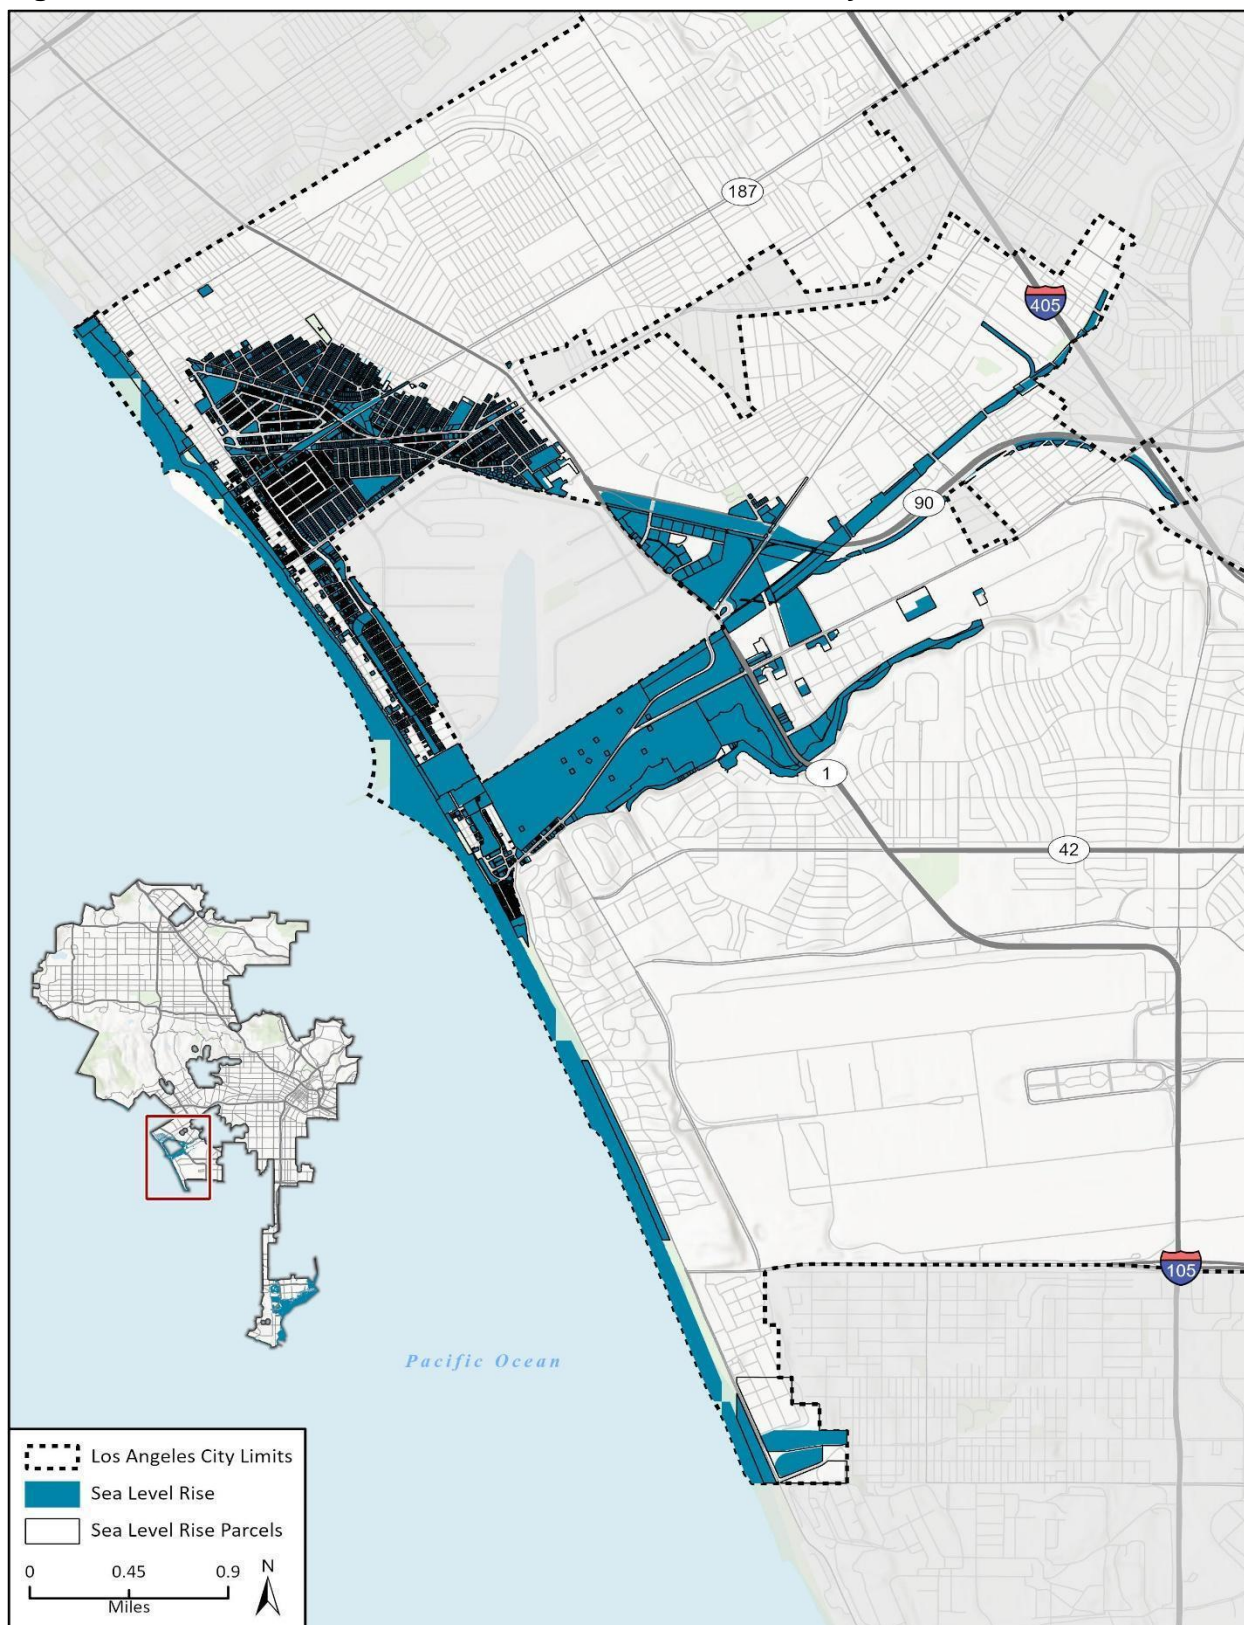 187
405
90
1
42
105
Pacific Ocean
Los Angeles City Limits
Sea Level Rise
Sea Level Rise Parcels
0 0.45 0.9
Miles
N